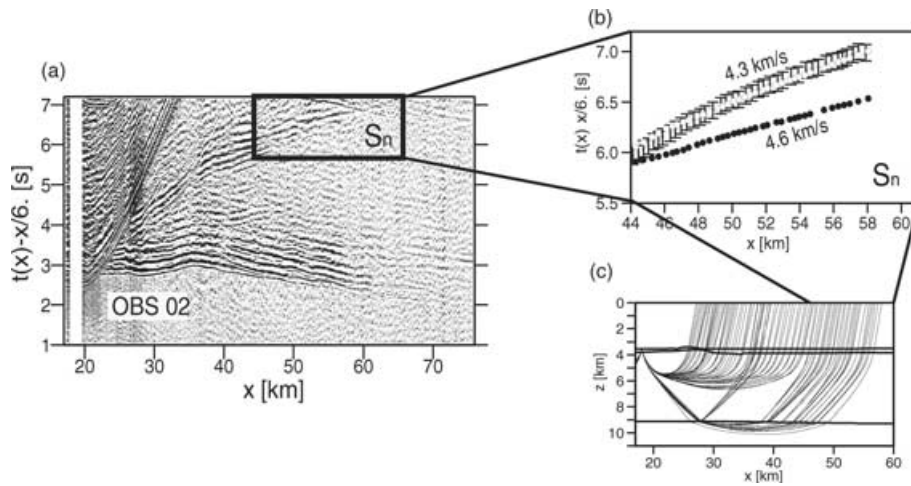 (a)
t(x)-x/6. [s]
7
6
5
4
3
2
1
Sn
OBS 02
20 30 40 50 60 70
x [km]
(b)
t(x) x/6. [s]
7.0
6.5
6.0
5.5
4.3 km/s
4.6 km/s
Sn
44 46 48 50 52 54 56 58 60
x [km]
(c)
z [km]
0
2
4
6
8
10
20 30 40 50 60
x [km]